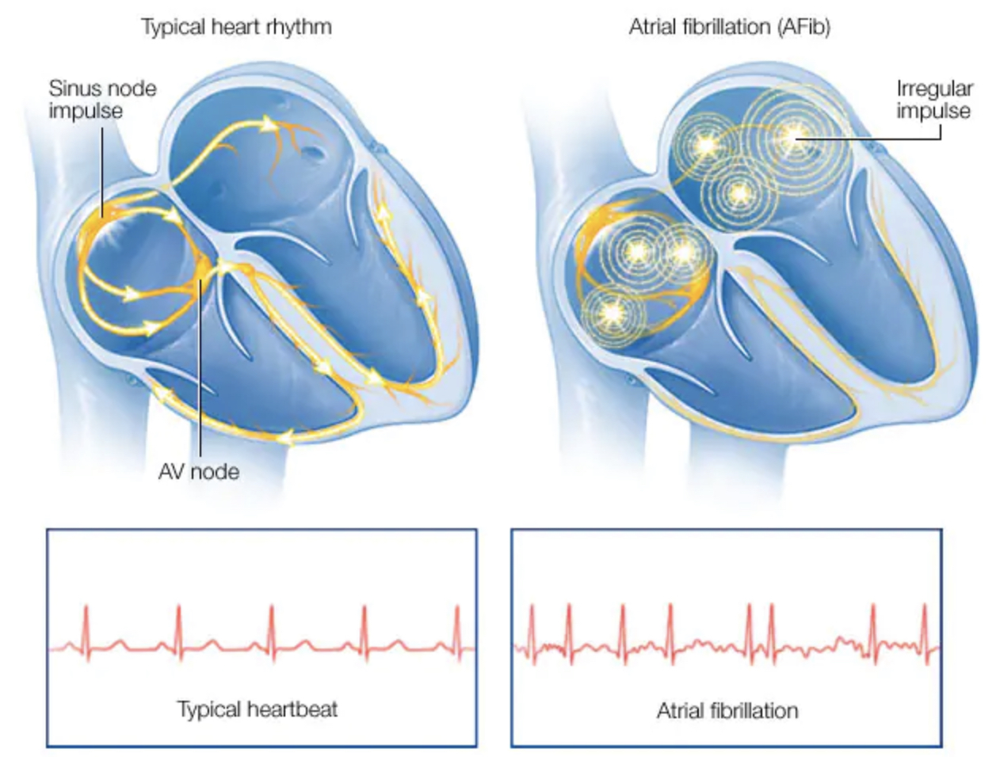 Typical heart rhythm
Atrial fibrillation (AFib)
Sinus node
impulse
Irregular
impulse
AV node
Typical heartbeat
Atrial fibrillation